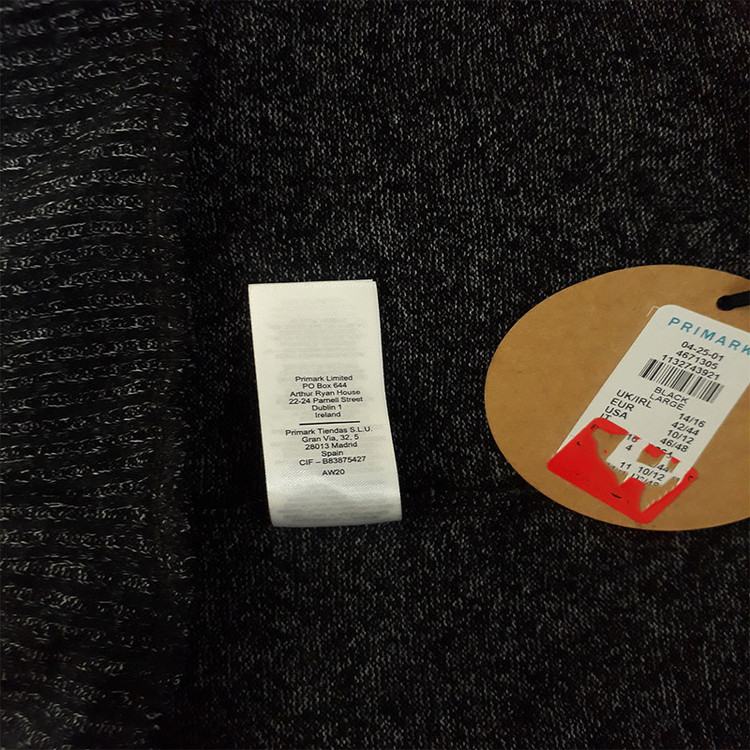 Primark Limited
PO Box 644
Arthur Ryan House
22-24 Parnell Street
Dublin 1
Ireland
Primark Tiendas S.L.U.
Gran Via, 32, 5
28013 Madrid
Spain
CIF – B83875427
AW20
PRIMARK
04-25-01
4671305
1132743921
BLACK
LARGE
UK/IRL 14/16
EUR 42/44
USA 10/12
IT 46/48